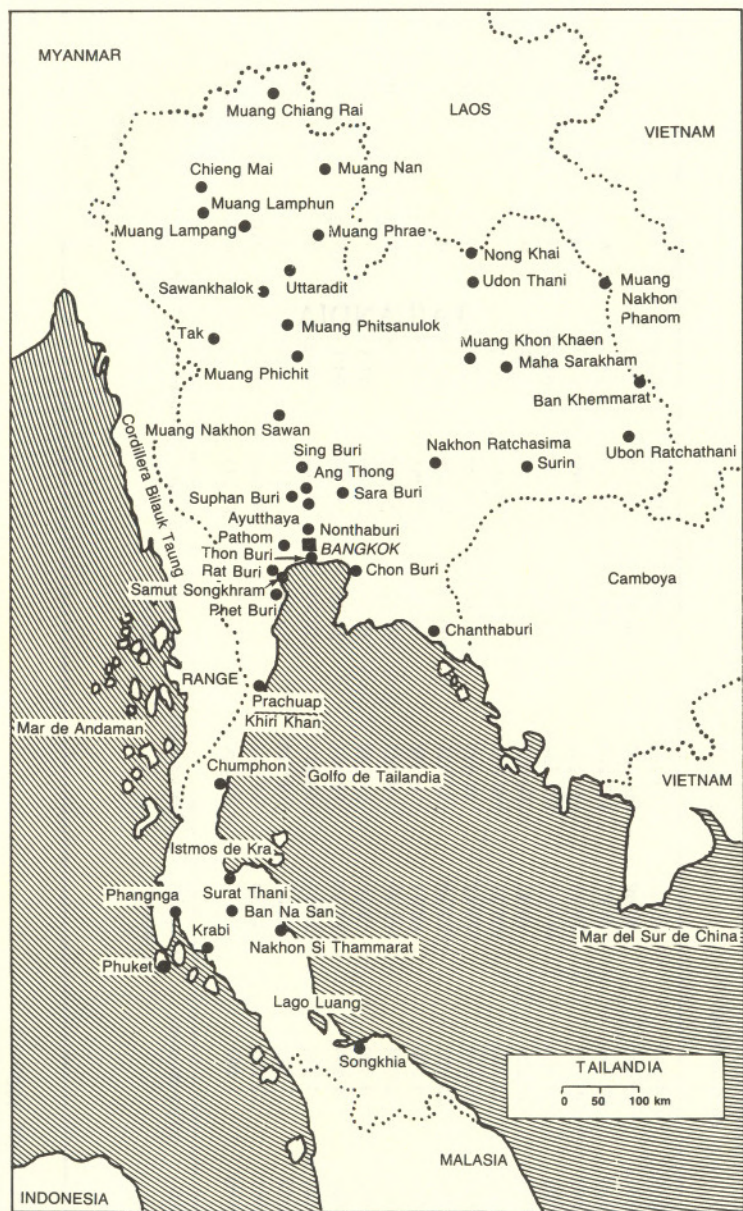 MYANMAR
Muang Chiang Rai
LAOS
VIETNAM
Chieng Mai
Muang Nan
Muang Lamphun
Muang Lampang
Muang Phrae
Nong Khai
Sawankhalok
Uttaradit
Udon Thani
Muang
Nakhon
Phanom
Tak
Muang Phitsanulok
Muang Khon Khaen
Muang Phichit
Maha Sarakham
Ban Khemmarat
Muang Nakhon Sawan
Cordillera Bilauk Taung
Sing Buri
Nakhon Ratchasima
Ubon Ratchathani
Ang Thong
Surin
Suphan Buri
Sara Buri
Ayutthaya
Nonthaburi
Pathom
BANGKOK
Thon Buri
Rat Buri
Chon Buri
Camboya
Samut Songkhram
Phet Buri
Chanthaburi
RANGE
Prachuap
Khiri Khan
Mar de Andaman
Chumphon
Golfo de Tailandia
VIETNAM
Istmos de Kra
Surat Thani
Phangnga
Ban Na San
Krabi
Nakhon Si Thammarat
Mar del Sur de China
Phuket
Lago Luang
Songkhia
TAILANDIA
0 50 100 km
MALASIA
INDONESIA